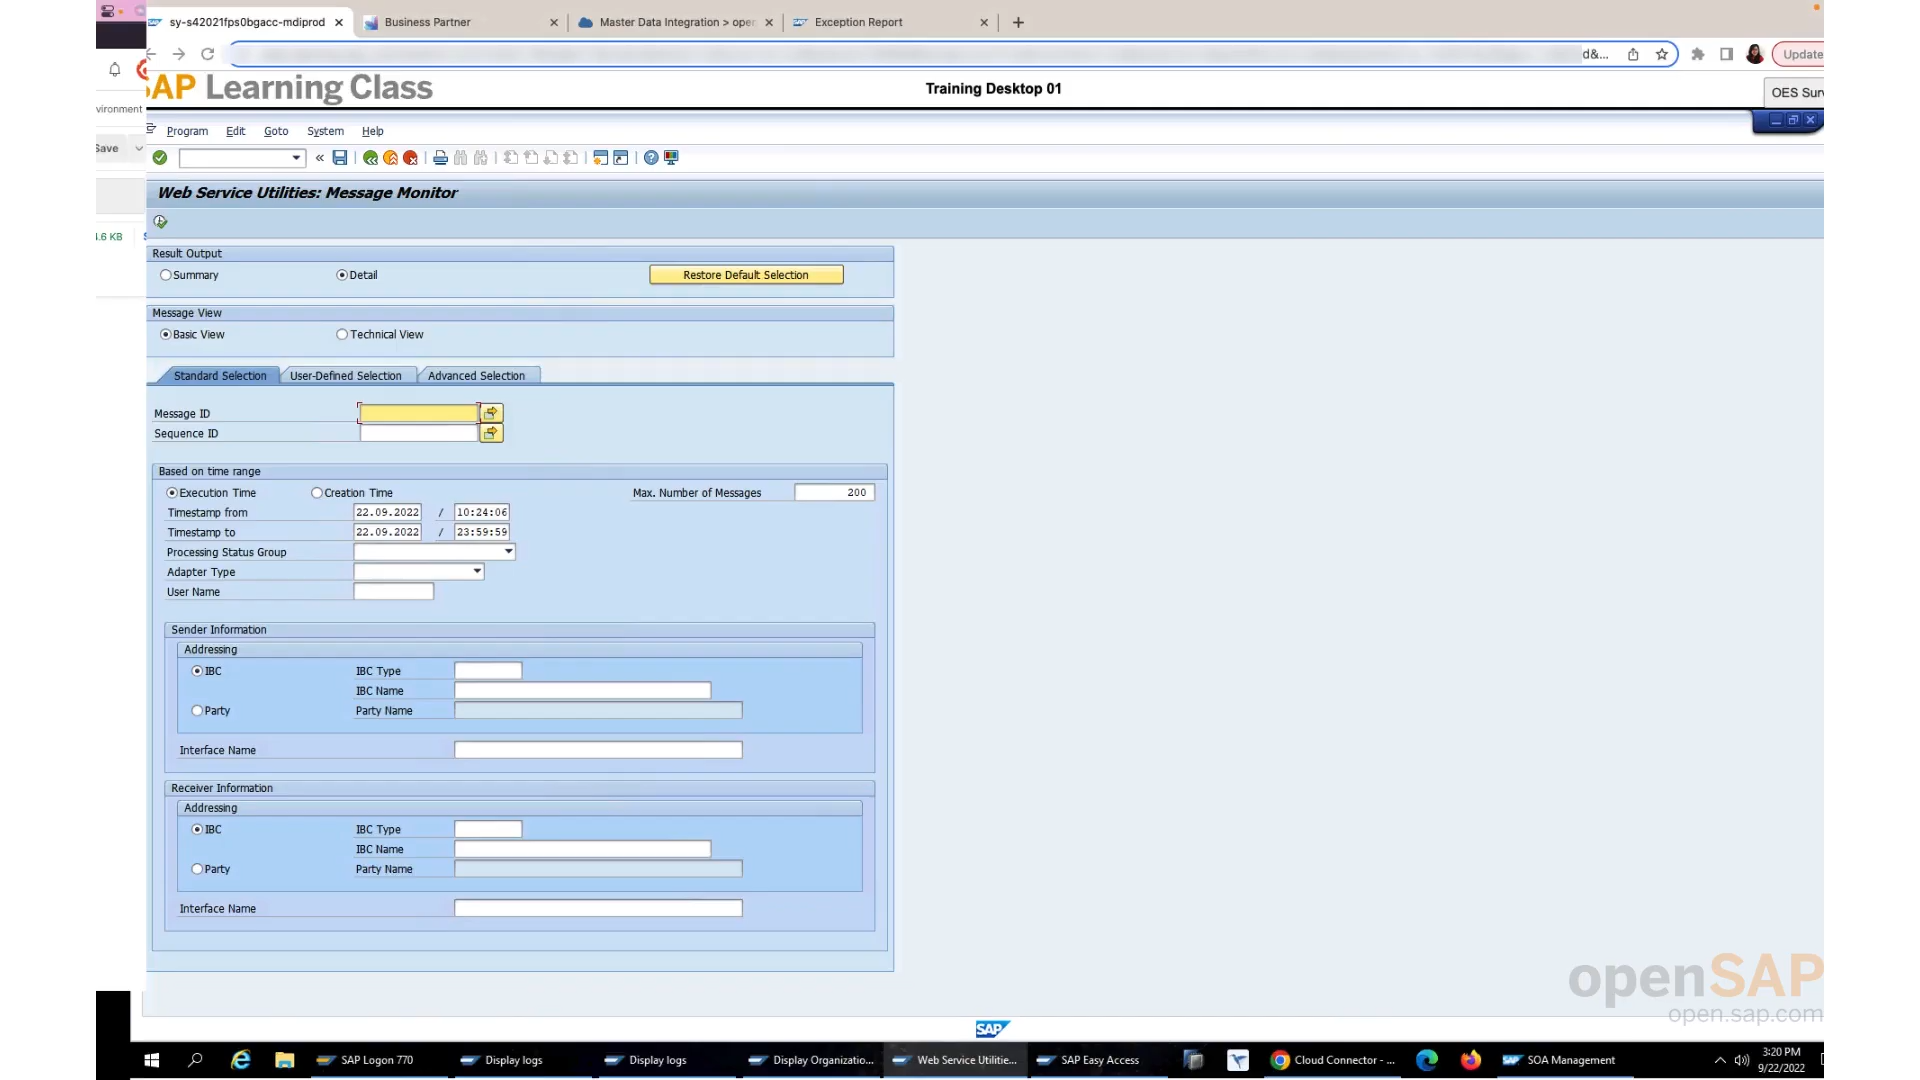 sy-s42021fps0bgacc-mdiprod
Business Partner
Master Data Integration > ope
Exception Report
d&...
Update
SAP Learning Class
Training Desktop 01
OES Sur
vironment
Save
Program Edit Goto System Help
Web Service Utilities: Message Monitor
4.6 KB
Result Output
Summary Detail Restore Default Selection
Message View
Basic View Technical View
Standard Selection User-Defined Selection Advanced Selection
Message ID
Sequence ID
Based on time range
Execution Time Creation Time Max. Number of Messages 200
Timestamp from 22.09.2022 / 10:24:06
Timestamp to 22.09.2022 / 23:59:59
Processing Status Group
Adapter Type
User Name
Sender Information
Addressing
IBC IBC Type
IBC Name
Party Party Name
Interface Name
Receiver Information
Addressing
IBC IBC Type
IBC Name
Party Party Name
Interface Name
openSAP
open.sap.com
SAP
SAP Logon 770
Display logs
Display logs
Display Organizatio...
Web Service Utilitie...
SAP Easy Access
Cloud Connector - ...
SOA Management
3:20 PM
9/22/2022